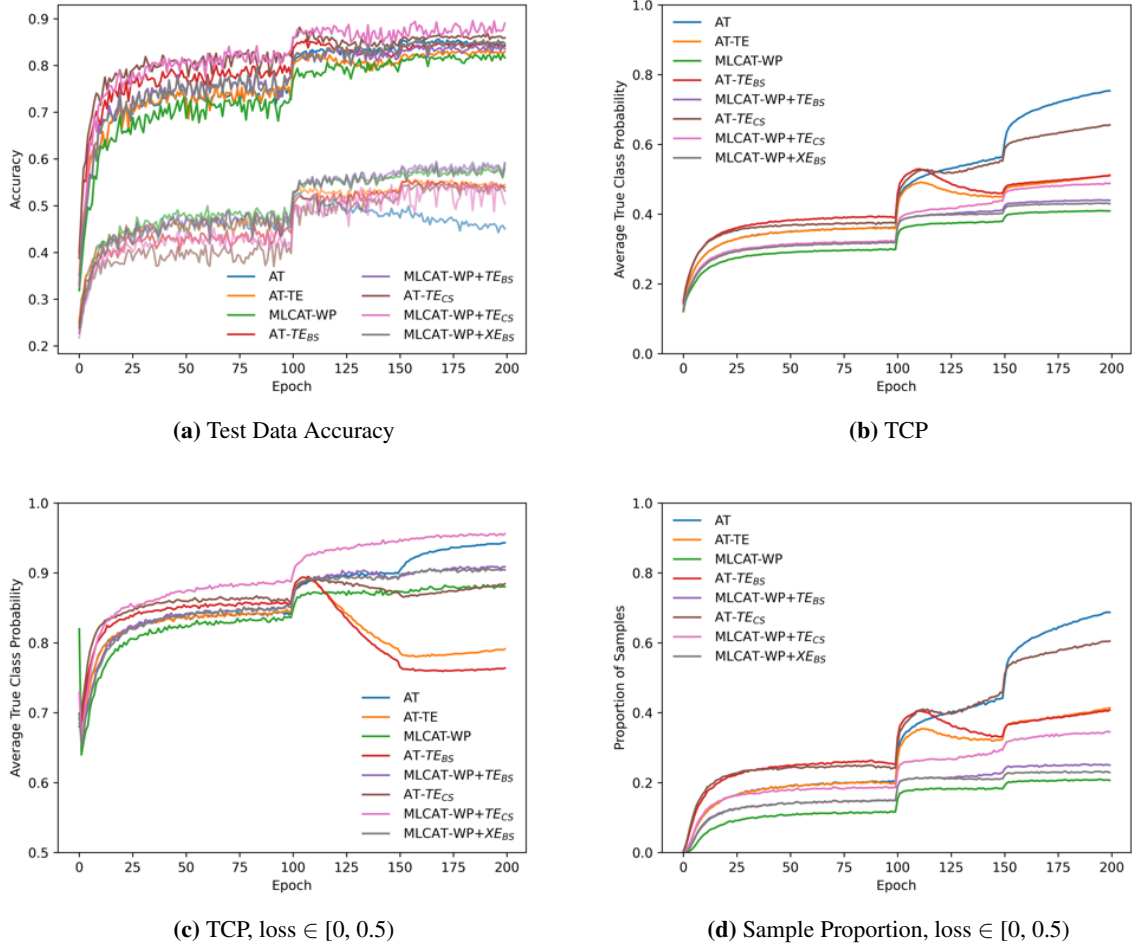 0.9
0.8
0.7
0.6
0.5
0.4
0.3
0.2
Accuracy
AT
AT-TE
MLCAT-WP
AT-TE_BS
MLCAT-WP+TE_BS
AT-TE_CS
MLCAT-WP+TE_CS
MLCAT-WP+XE_BS
0 25 50 75 100 125 150 175 200
Epoch
(a) Test Data Accuracy
1.0
0.8
0.6
0.4
0.2
0.0
Average True Class Probability
AT
AT-TE
MLCAT-WP
AT-TE_BS
MLCAT-WP+TE_BS
AT-TE_CS
MLCAT-WP+TE_CS
MLCAT-WP+XE_BS
0 25 50 75 100 125 150 175 200
Epoch
(b) TCP
1.0
0.9
0.8
0.7
0.6
0.5
Average True Class Probability
AT
AT-TE
MLCAT-WP
AT-TE_BS
MLCAT-WP+TE_BS
AT-TE_CS
MLCAT-WP+TE_CS
MLCAT-WP+XE_BS
0 25 50 75 100 125 150 175 200
Epoch
(c) TCP, loss ∈ [0, 0.5)
1.0
0.8
0.6
0.4
0.2
0.0
Proportion of Samples
AT
AT-TE
MLCAT-WP
AT-TE_BS
MLCAT-WP+TE_BS
AT-TE_CS
MLCAT-WP+TE_CS
MLCAT-WP+XE_BS
0 25 50 75 100 125 150 175 200
Epoch
(d) Sample Proportion, loss ∈ [0, 0.5)